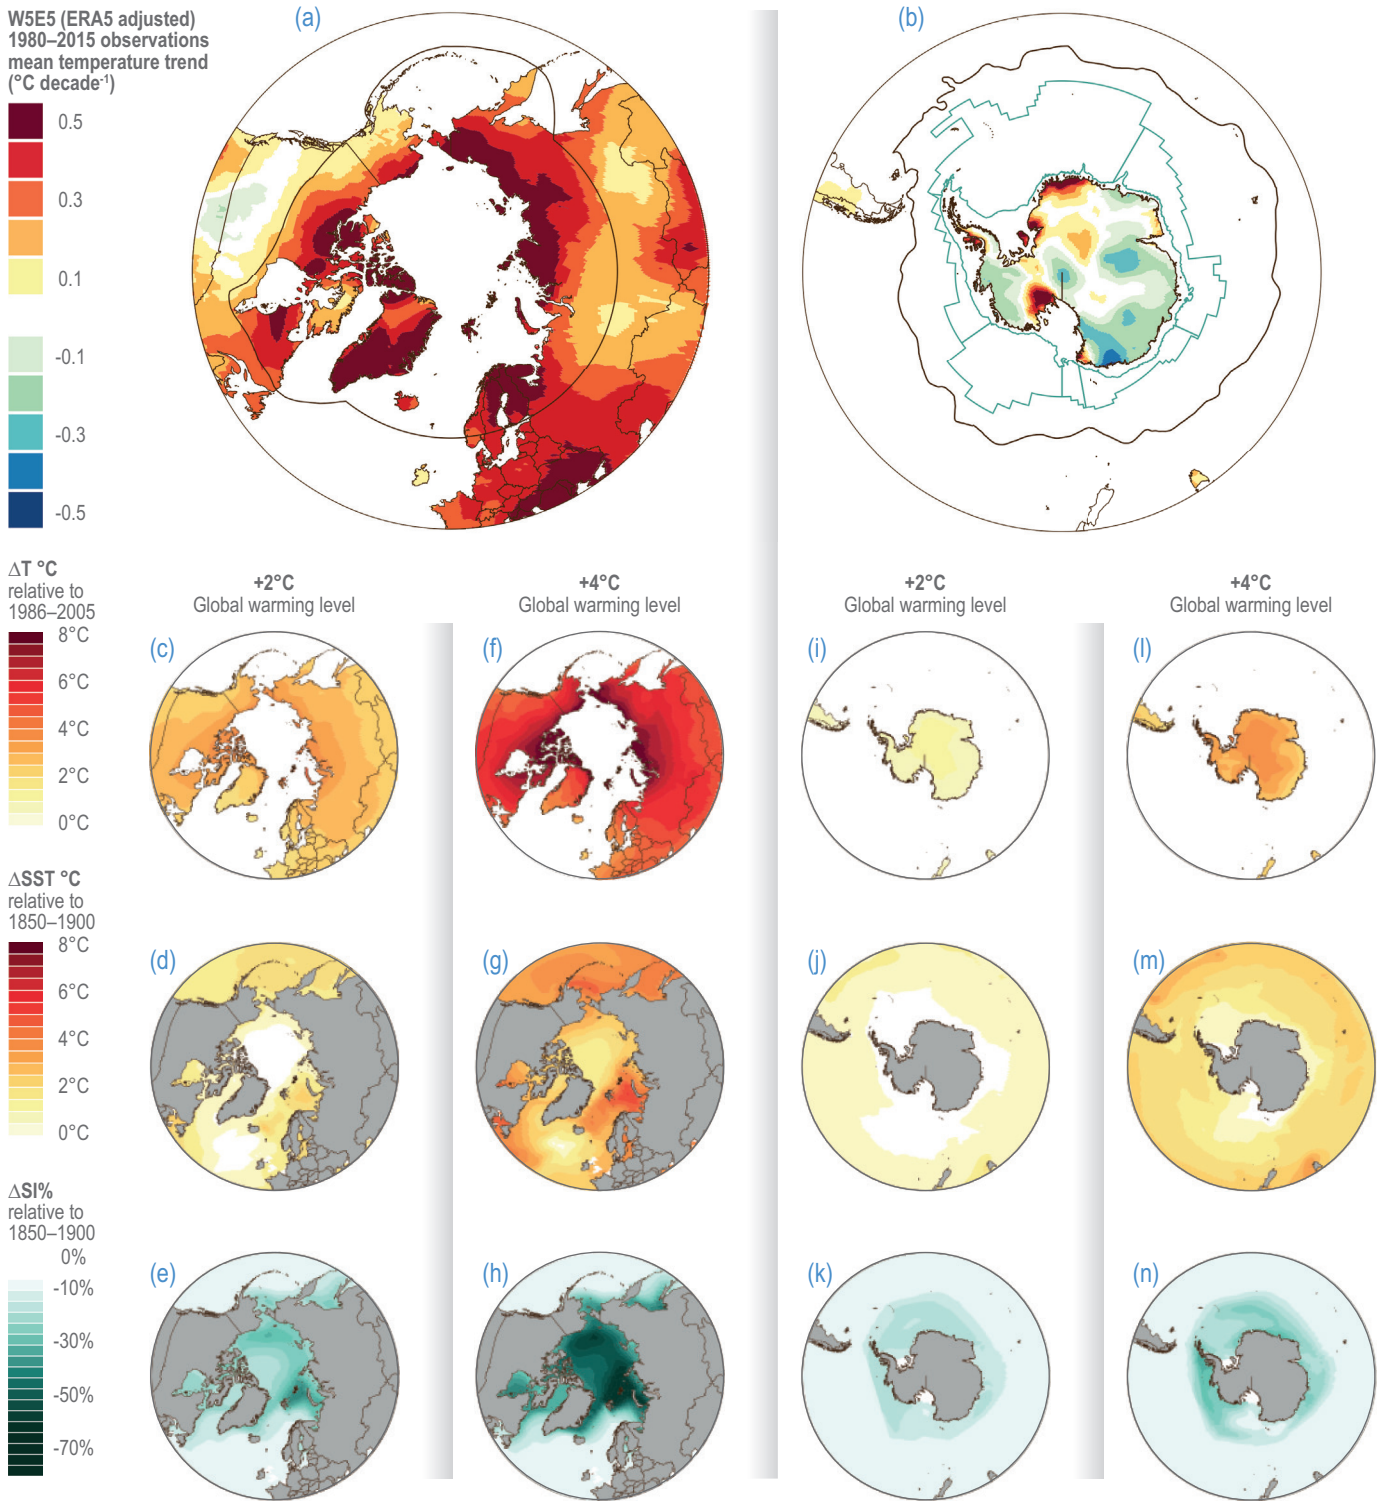 W5E5 (ERA5 adjusted)
1980–2015 observations
mean temperature trend
(°C decade-1)
0.5
0.3
0.1
-0.1
-0.3
-0.5
(a)
(b)
ΔT °C
relative to
1986–2005
8°C
6°C
4°C
2°C
0°C
+2°C
Global warming level
+4°C
Global warming level
+2°C
Global warming level
+4°C
Global warming level
(c)
(f)
(i)
(l)
ΔSST °C
relative to
1850–1900
8°C
6°C
4°C
2°C
0°C
(d)
(g)
(j)
(m)
ΔSI%
relative to
1850–1900
0%
-10%
-30%
-50%
-70%
(e)
(h)
(k)
(n)